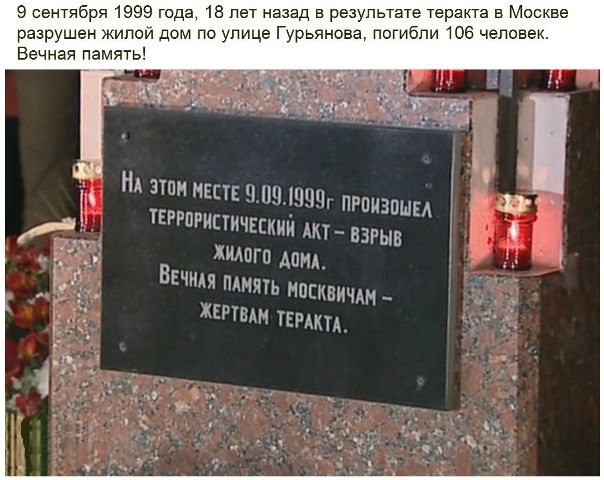 9 сентября 1999 года, 18 лет назад в результате теракта в Москве
разрушен жилой дом по улице Гурьянова, погибли 106 человек.
Вечная память!
На этом месте 9.09.1999г произошел
террористический акт – взрыв
жилого дома.
Вечная память москвичам –
жертвам теракта.